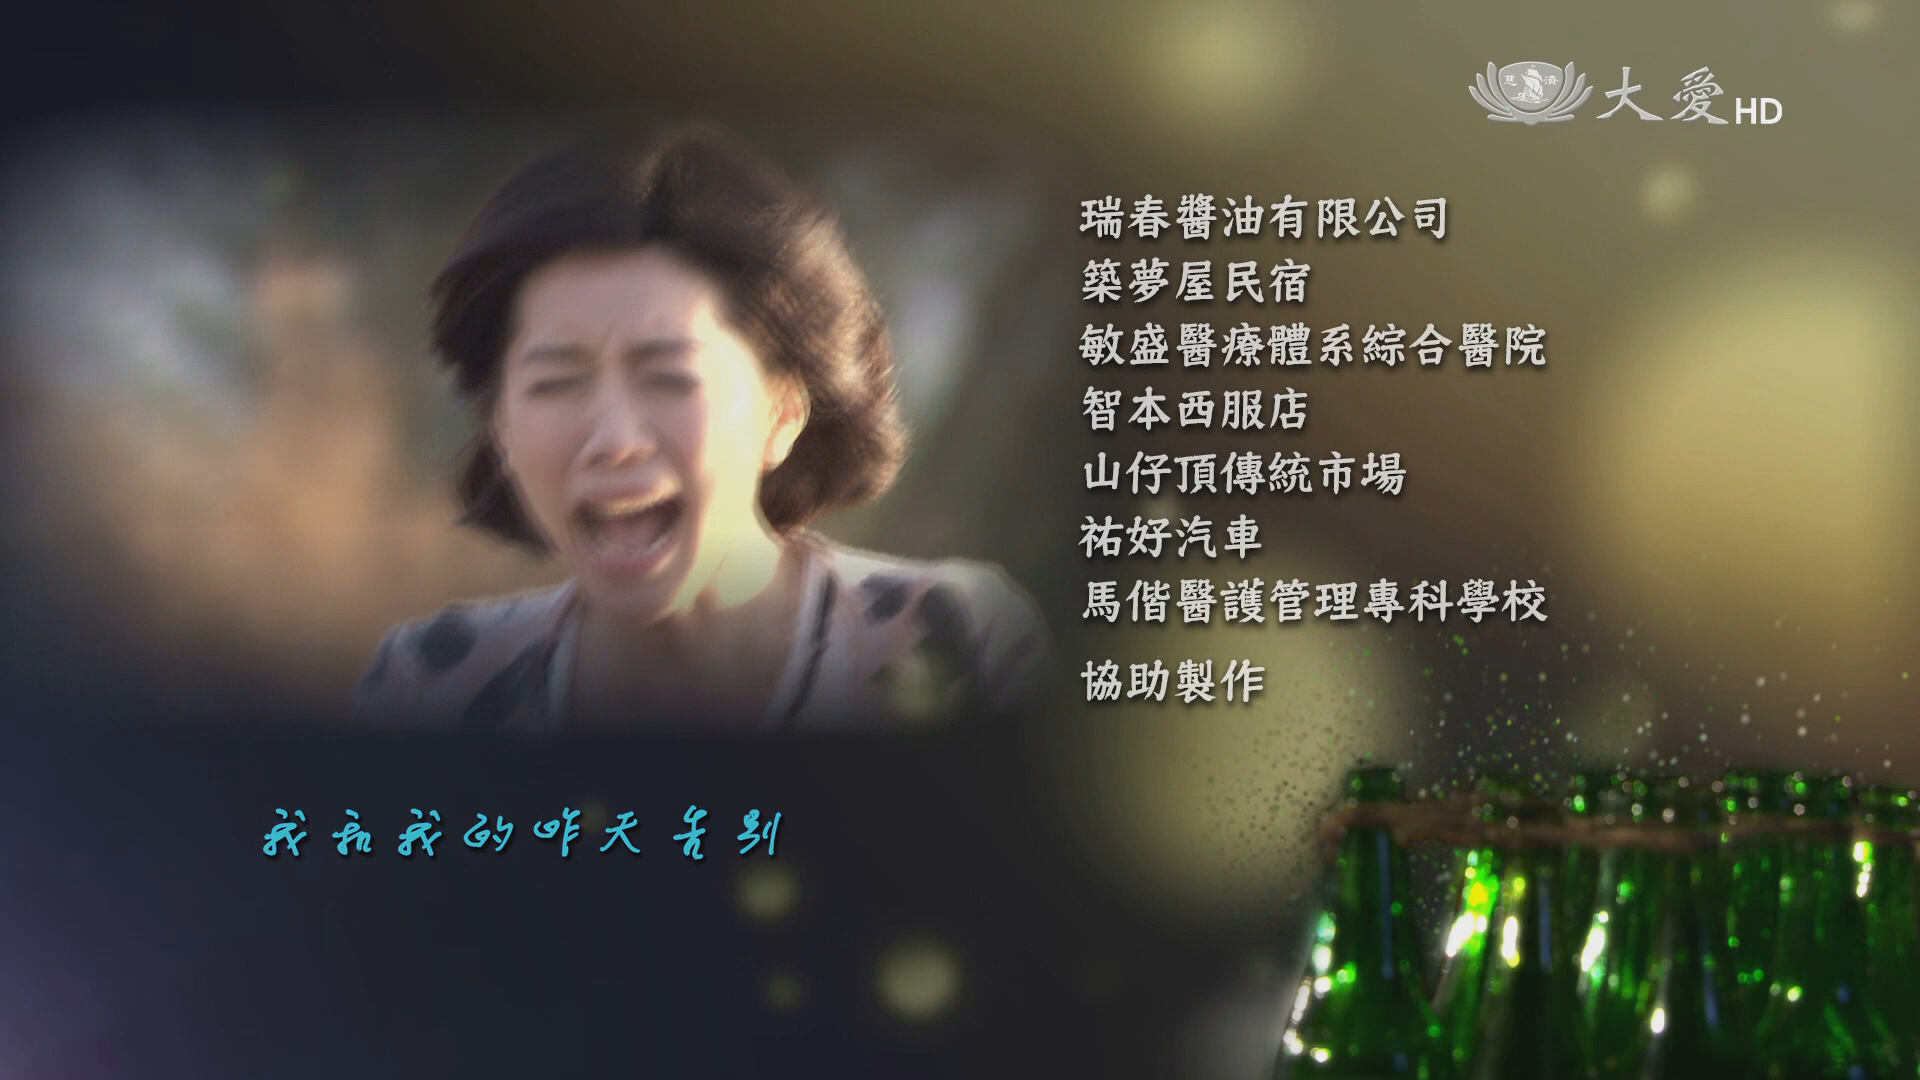 慈濟
大愛HD
瑞春醬油有限公司
築夢屋民宿
敏盛醫療體系綜合醫院
智本西服店
山仔頂傳統市場
祐好汽車
馬偕醫護管理專科學校
協助製作
我和我的昨天告別